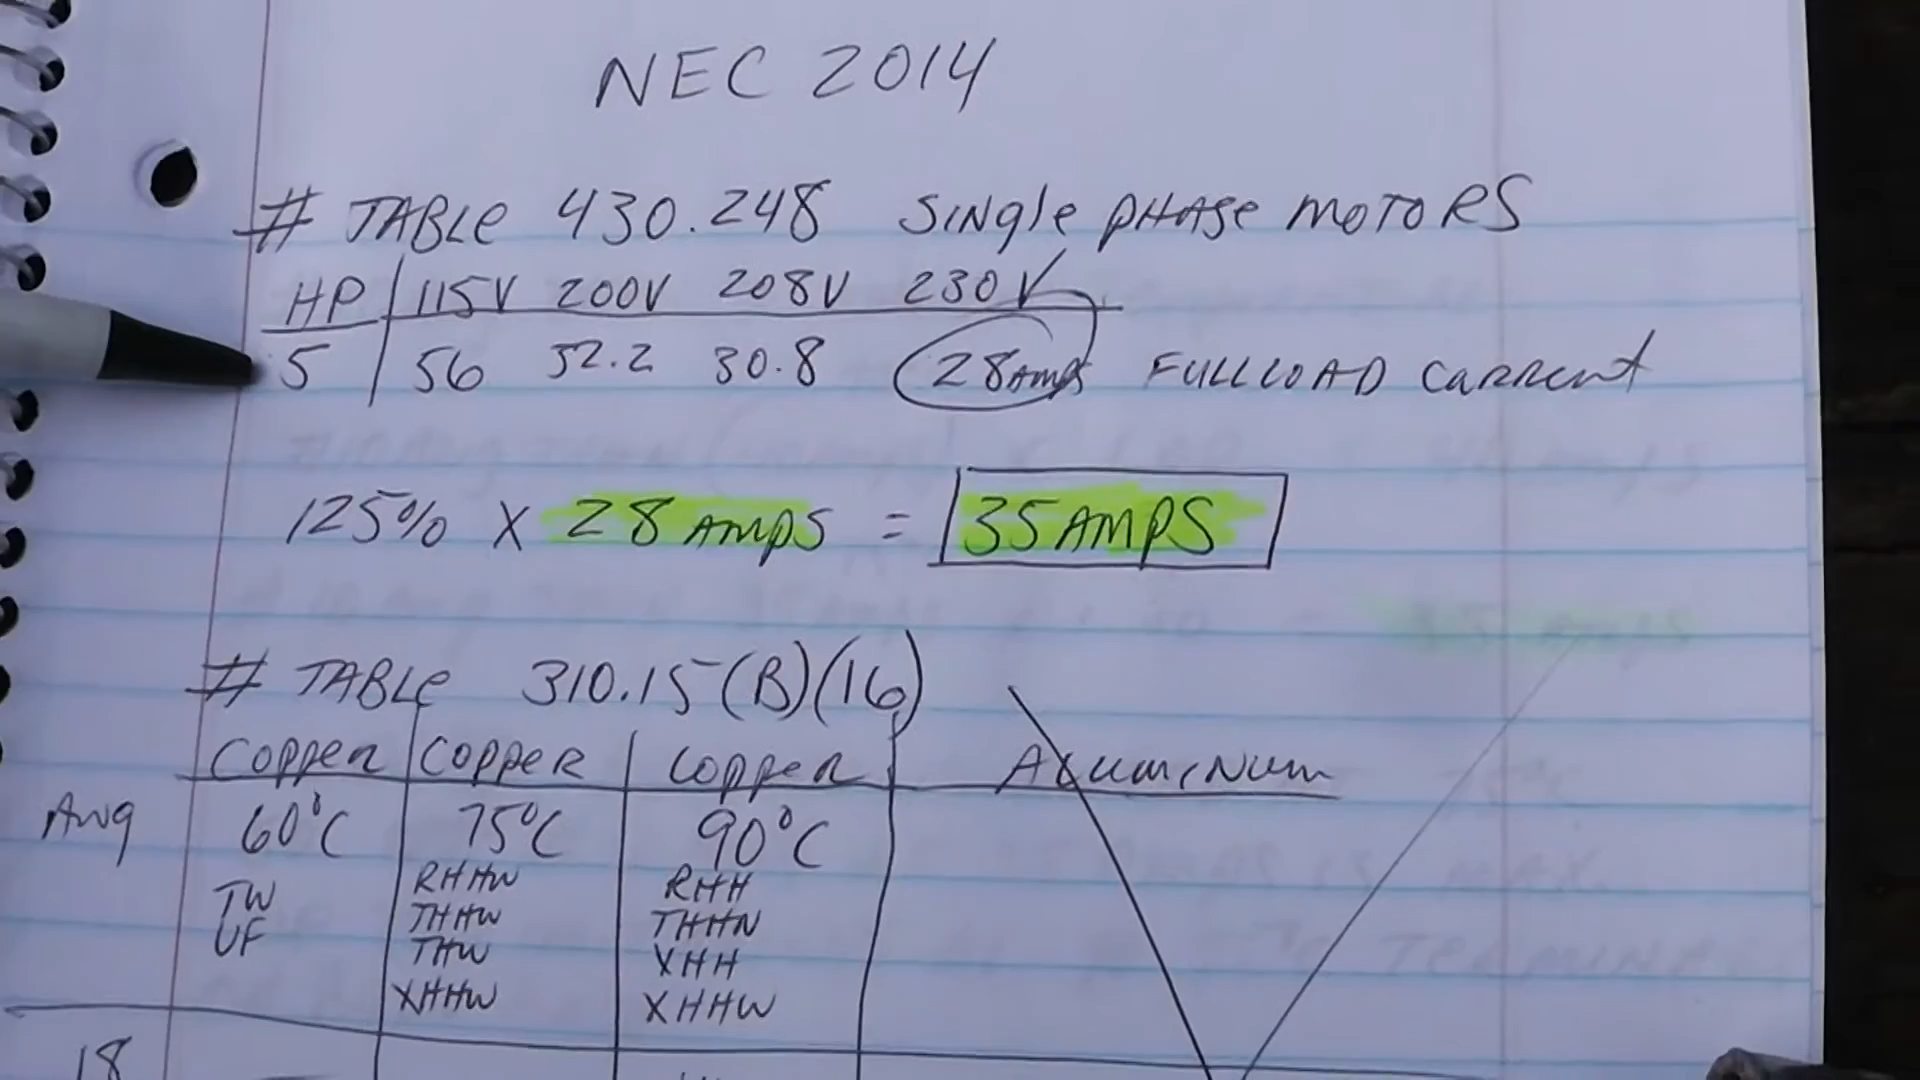 NEC 2014
# TABLE 430.248 SINgle PHASE MOTORS
HP 115V 200V 208V 230V
5 56 32.2 30.8 28 Amps FULL LOAD CURRENT
125% X 28 AMPS = 35 AMPS
# TABLE 310.15(B)(16)
COPPER COPPER COPPER ALUMINUM
AWg 60°C 75°C 90°C
TW RHHW RHH
UF THHW THHN
THW XHH
XHHW XHHW
18